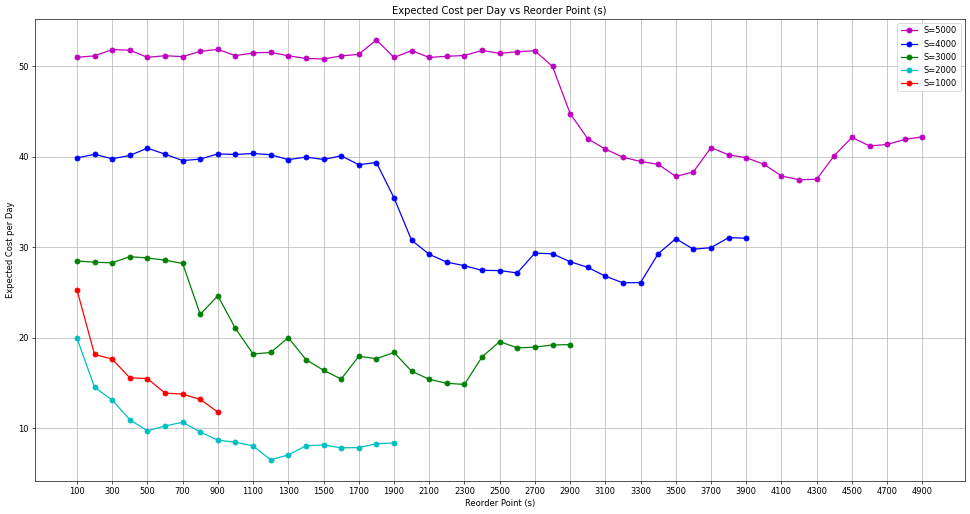 Expected Cost per Day vs Reorder Point (s)
S=5000
S=4000
S=3000
S=2000
S=1000
Expected Cost per Day
50
40
30
20
10
100 300 500 700 900 1100 1300 1500 1700 1900 2100 2300 2500 2700 2900 3100 3300 3500 3700 3900 4100 4300 4500 4700 4900
Reorder Point (s)